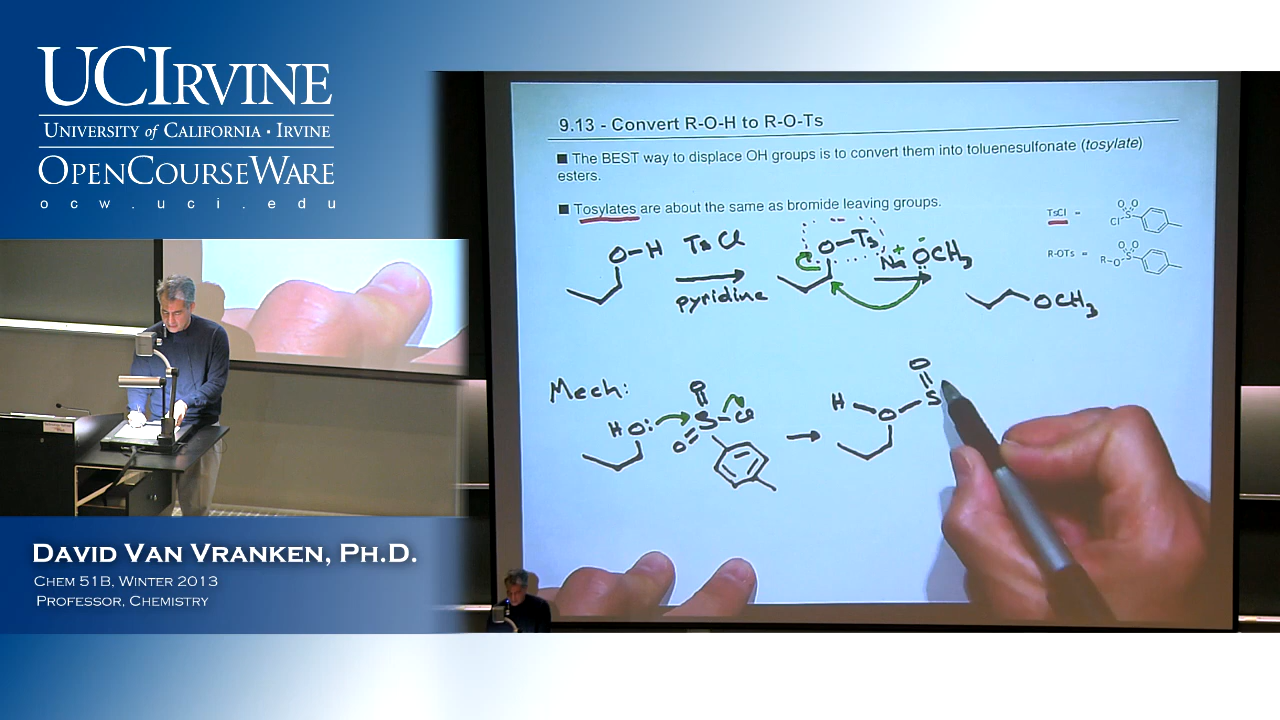 UCIRVINE
UNIVERSITY of CALIFORNIA · IRVINE
OPENCOURSEWARE
ocw.uci.edu
9.13 - Convert R-O-H to R-O-Ts
■ The BEST way to displace OH groups is to convert them into toluenesulfonate (tosylate)
esters.
■ Tosylates are about the same as bromide leaving groups.
TsCl =
O O
Cl S
R-OTs =
O O
R-O S
O-H
TsCl
pyridine
O-Ts
Na+
-
OCH3
OCH3
Mech:
HO:
O
S-Cl
O
H-O-S
O
DAVID VAN VRANKEN, PH.D.
CHEM 51B, WINTER 2013
PROFESSOR, CHEMISTRY